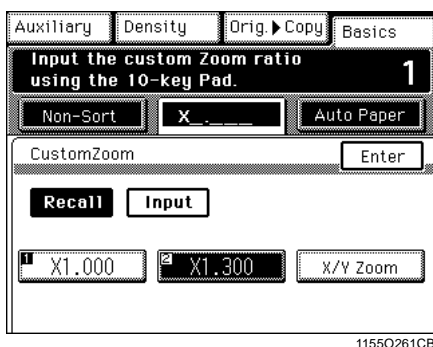 Auxiliary Density Orig.▶Copy Basics
Input the custom Zoom ratio
using the 10-key Pad. 1
Non-Sort X_.___ Auto Paper
CustomZoom Enter
Recall Input
1 X1.000 2 X1.300 X/Y Zoom
1155O261CB